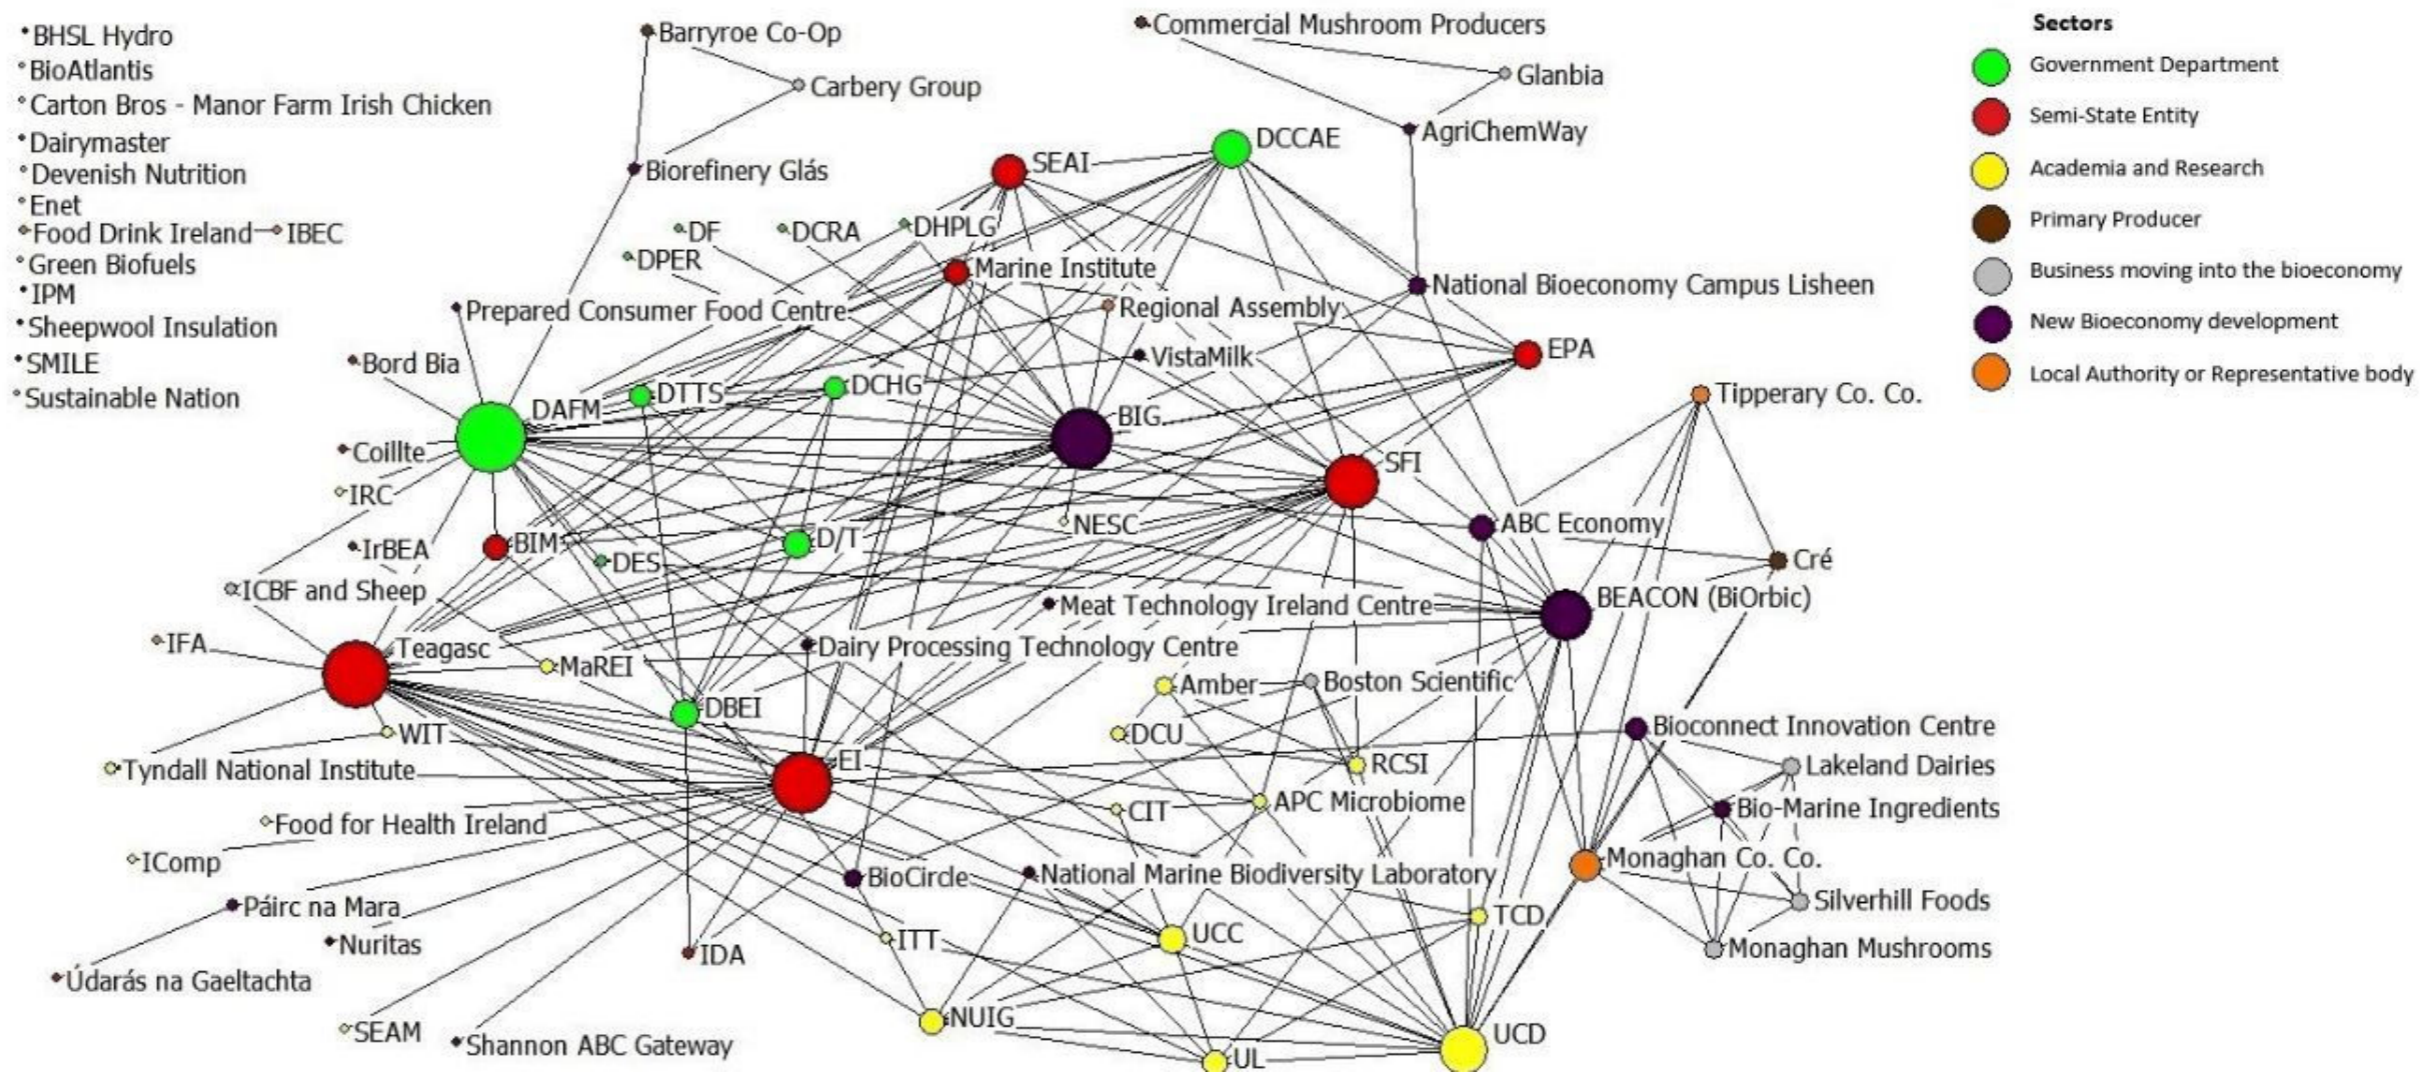 BHSL Hydro
BioAtlantis
Carton Bros - Manor Farm Irish Chicken
Dairymaster
Devenish Nutrition
Enet
Food Drink Ireland
IBEC
Green Biofuels
IPM
Sheepwool Insulation
SMILE
Sustainable Nation
Barryroe Co-Op
Carbery Group
Biorefinery Glás
Commercial Mushroom Producers
Glanbia
AgriChemWay
DCCAE
SEAI
DF
DCRA
DHPLG
DPER
Marine Institute
Prepared Consumer Food Centre
Regional Assembly
National Bioeconomy Campus Lisheen
Bord Bia
VistaMilk
EPA
DAFM
DTTS
DCHG
BIG
Tipperary Co. Co.
Coillte
SFI
IRC
NESC
ABC Economy
IrBEA
BIM
DES
D/T
Cré
ICBF and Sheep
Meat Technology Ireland Centre
BEACON (BiOrbic)
IFA
Teagasc
MaREI
Dairy Processing Technology Centre
Amber
Boston Scientific
DBEI
WIT
DCU
Bioconnect Innovation Centre
Tyndall National Institute
EI
RCSI
Lakeland Dairies
CIT
APC Microbiome
Bio-Marine Ingredients
Food for Health Ireland
IComp
BioCircle
National Marine Biodiversity Laboratory
Monaghan Co. Co.
Páirc na Mara
Silverhill Foods
Nuritas
IDA
ITT
UCC
TCD
Monaghan Mushrooms
Údarás na Gaeltachta
SEAM
Shannon ABC Gateway
NUIG
UL
UCD
Sectors
Government Department
Semi-State Entity
Academia and Research
Primary Producer
Business moving into the bioeconomy
New Bioeconomy development
Local Authority or Representative body